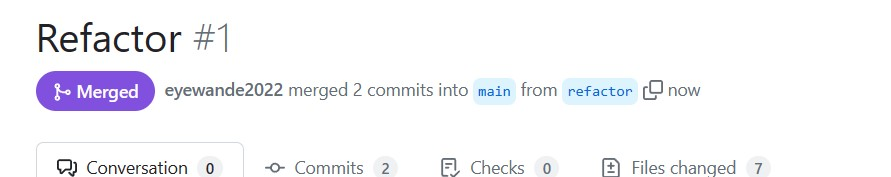 Refactor #1
Merged eyewande2022 merged 2 commits into main from refactor now
Conversation 0 Commits 2 Checks 0 Files changed 7